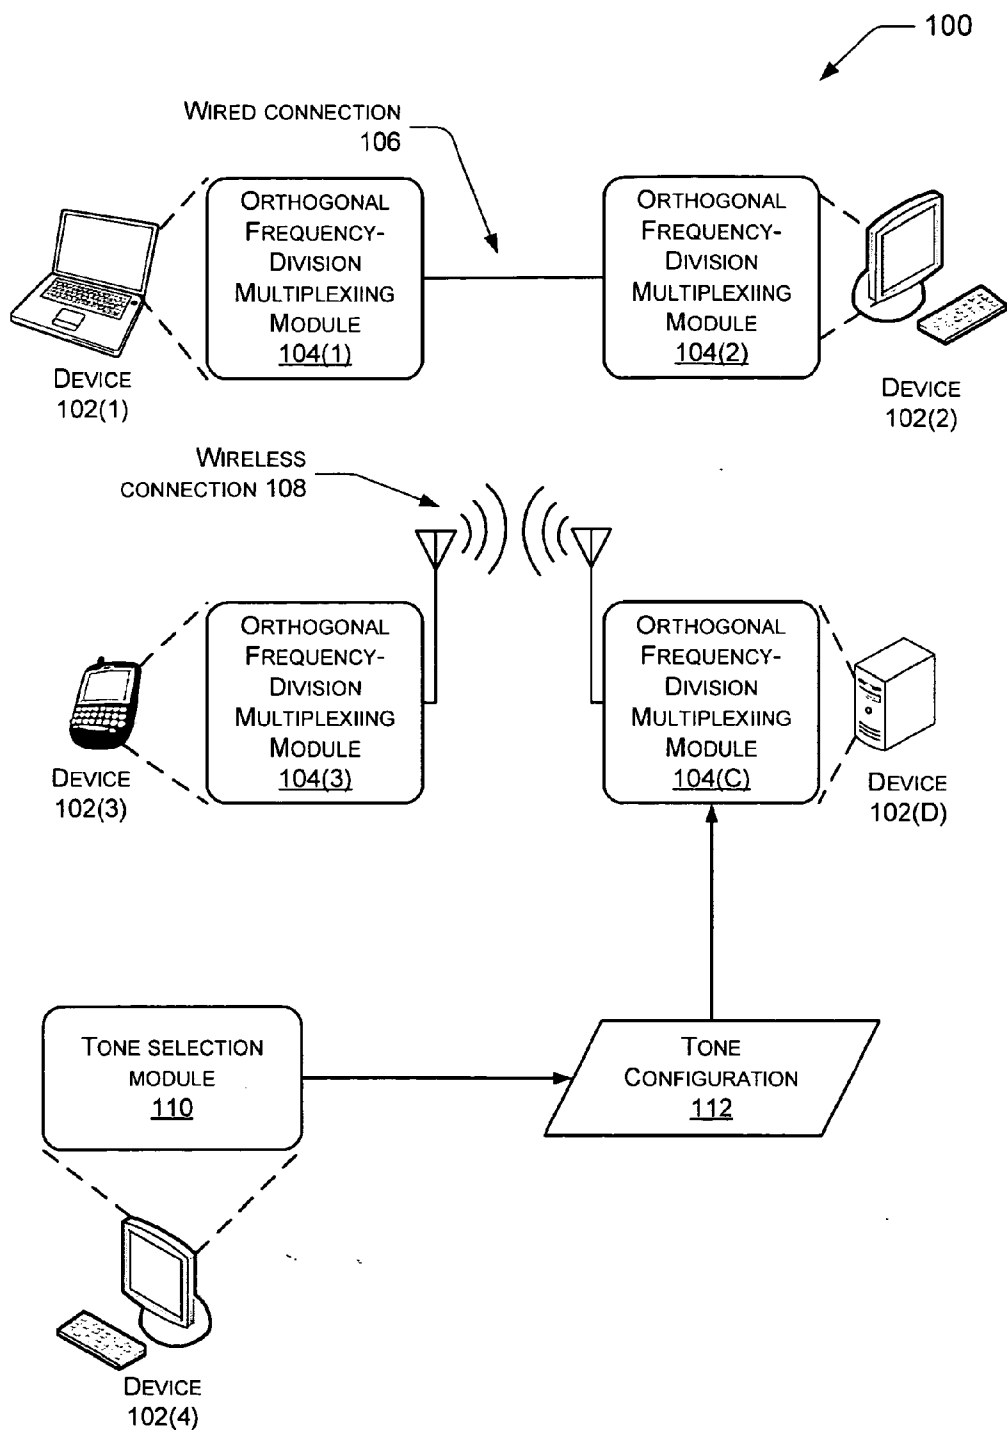 100
WIRED CONNECTION
106
ORTHOGONAL
FREQUENCY-
DIVISION
MULTIPLEXIING
MODULE
104(1)
ORTHOGONAL
FREQUENCY-
DIVISION
MULTIPLEXIING
MODULE
104(2)
DEVICE
102(1)
DEVICE
102(2)
WIRELESS
CONNECTION 108
ORTHOGONAL
FREQUENCY-
DIVISION
MULTIPLEXIING
MODULE
104(3)
ORTHOGONAL
FREQUENCY-
DIVISION
MULTIPLEXIING
MODULE
104(C)
DEVICE
102(3)
DEVICE
102(D)
TONE SELECTION
MODULE
110
TONE
CONFIGURATION
112
DEVICE
102(4)